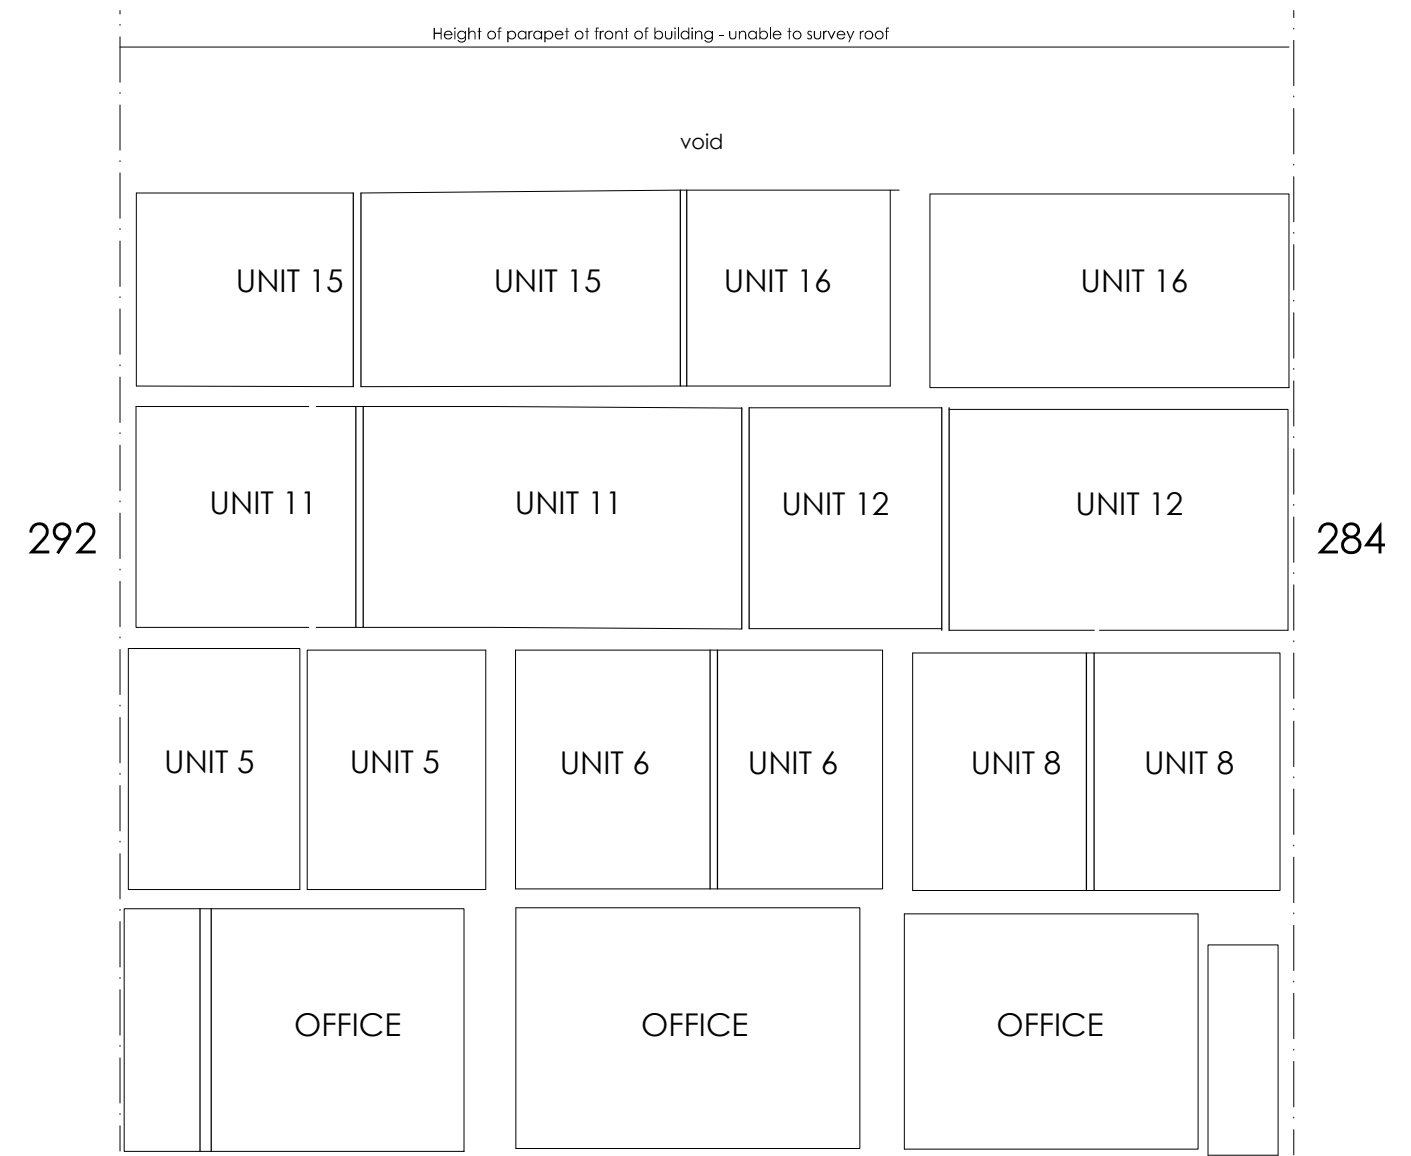 Height of parapet ot front of building - unable to survey roof
void
UNIT 15 UNIT 15 UNIT 16 UNIT 16
UNIT 11 UNIT 11 UNIT 12 UNIT 12
292 284
UNIT 5 UNIT 5 UNIT 6 UNIT 6 UNIT 8 UNIT 8
OFFICE OFFICE OFFICE